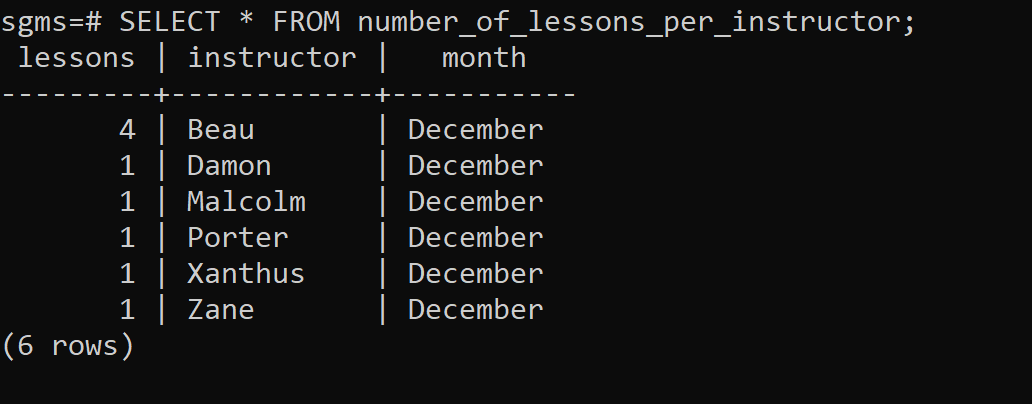 sgms=# SELECT * FROM number_of_lessons_per_instructor;
 lessons | instructor |   month
---------+------------+-----------
       4 | Beau       | December
       1 | Damon      | December
       1 | Malcolm    | December
       1 | Porter     | December
       1 | Xanthus    | December
       1 | Zane       | December
(6 rows)